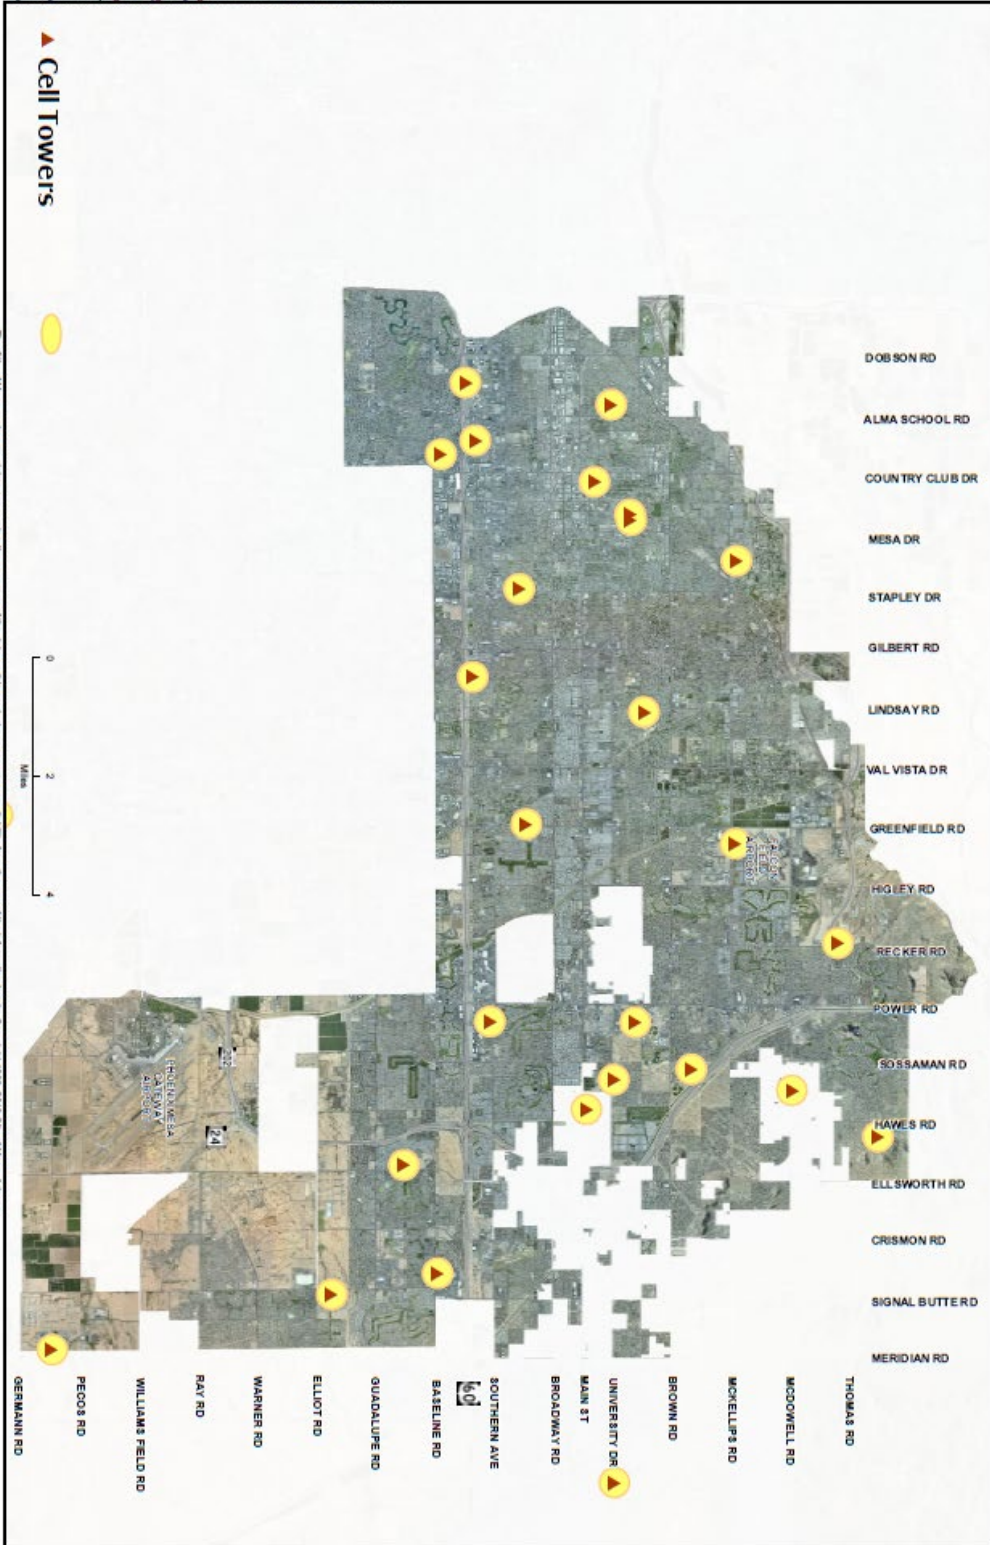 Cell Towers
DOBSON RD
ALMA SCHOOL RD
COUNTRY CLUB DR
MESA DR
STAPLEY DR
GILBERT RD
LINDSAY RD
VAL VISTA DR
GREENFIELD RD
HIGLEY RD
RECKER RD
POWER RD
SOSSAMAN RD
HAWES RD
ELLSWORTH RD
CRISMON RD
SIGNAL BUTTE RD
MERIDIAN RD
FALCON
FIELD
AIRPORT
PHOENIX-MESA
GATEWAY
AIRPORT
202
24
60
THOMAS RD
MCDOWELL RD
MCKELLIPS RD
BROWN RD
UNIVERSITY DR
MAIN ST
BROADWAY RD
SOUTHERN AVE
BASELINE RD
GUADALUPE RD
ELLIOT RD
WARNER RD
RAY RD
WILLIAMS FIELD RD
PECOS RD
GERMANN RD
0
2
4
Miles